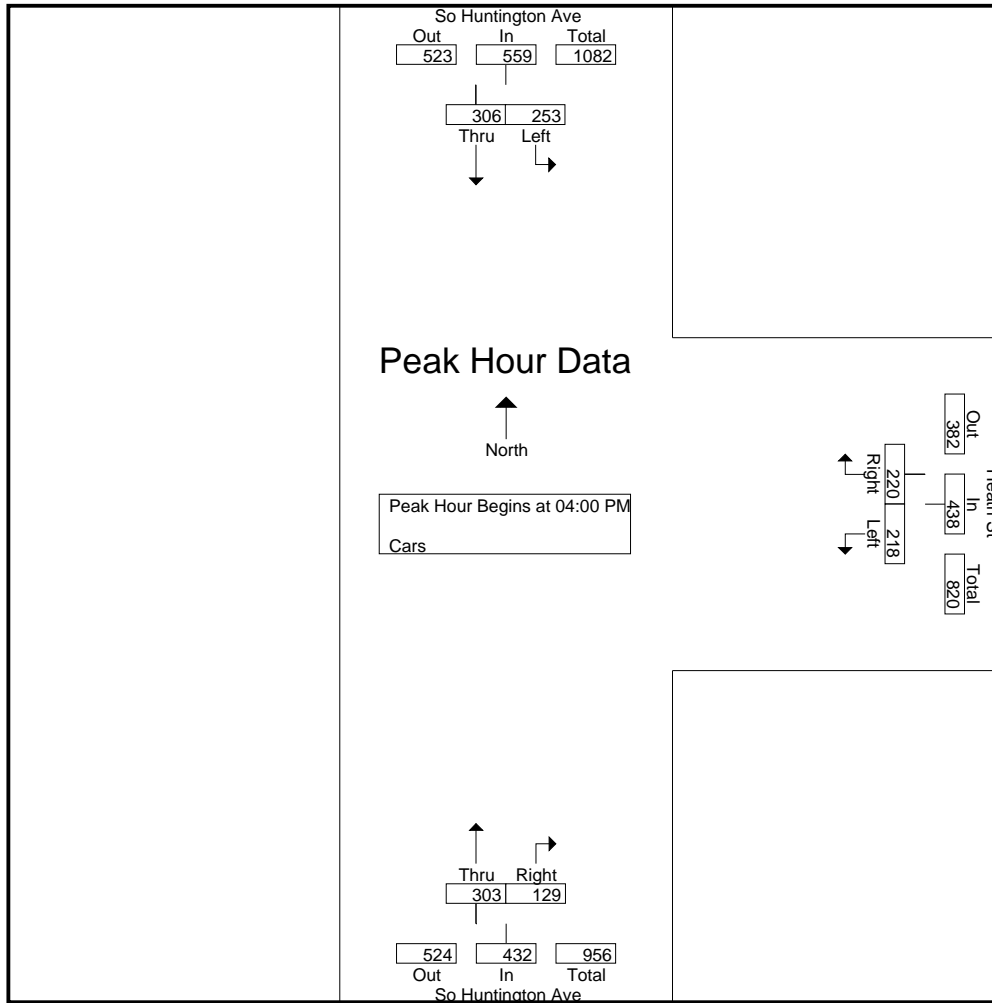 So Huntington Ave
Out In Total
523 559 1082
306 253
Thru Left
Peak Hour Data
North
Peak Hour Begins at 04:00 PM
Cars
Right Left
220 218
Out In Total
382 438 820
Heath St
Thru Right
303 129
524 432 956
Out In Total
So Huntington Ave